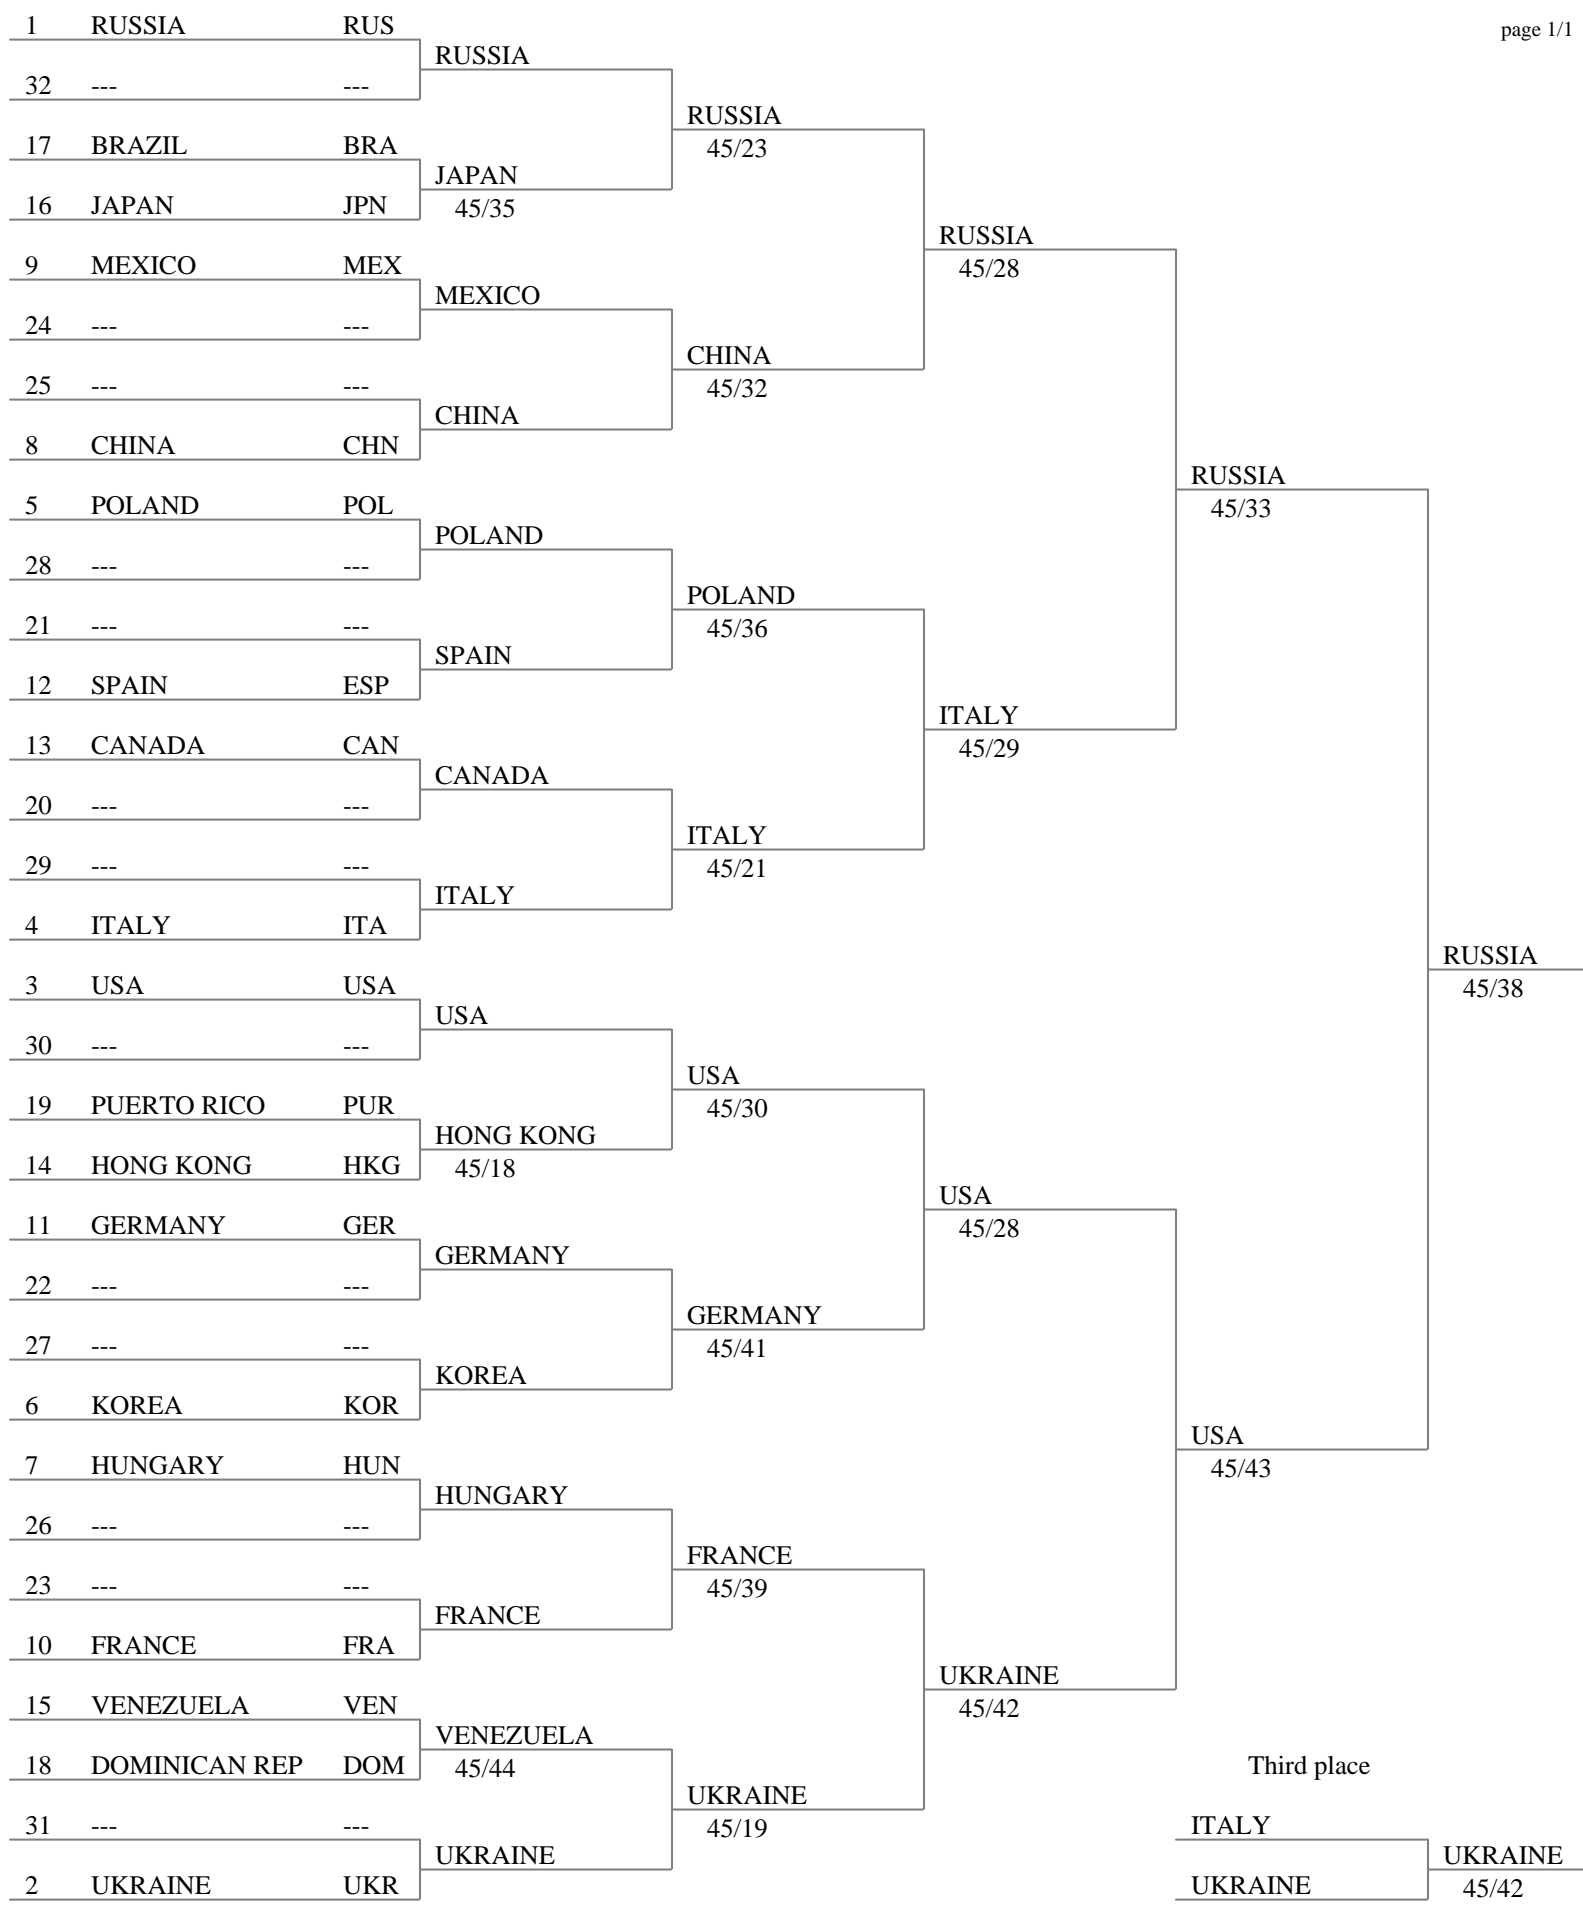 page 1/1
1 RUSSIA RUS
32 --- ---
17 BRAZIL BRA
16 JAPAN JPN
9 MEXICO MEX
24 --- ---
25 --- ---
8 CHINA CHN
5 POLAND POL
28 --- ---
21 --- ---
12 SPAIN ESP
13 CANADA CAN
20 --- ---
29 --- ---
4 ITALY ITA
3 USA USA
30 --- ---
19 PUERTO RICO PUR
14 HONG KONG HKG
11 GERMANY GER
22 --- ---
27 --- ---
6 KOREA KOR
7 HUNGARY HUN
26 --- ---
23 --- ---
10 FRANCE FRA
15 VENEZUELA VEN
18 DOMINICAN REP DOM
31 --- ---
2 UKRAINE UKR
RUSSIA
JAPAN
45/35
MEXICO
CHINA
POLAND
SPAIN
CANADA
ITALY
USA
HONG KONG
45/18
GERMANY
KOREA
HUNGARY
FRANCE
VENEZUELA
45/44
UKRAINE
RUSSIA
45/23
CHINA
45/32
POLAND
45/36
ITALY
45/21
USA
45/30
GERMANY
45/41
FRANCE
45/39
UKRAINE
45/19
RUSSIA
45/28
ITALY
45/29
USA
45/28
UKRAINE
45/42
RUSSIA
45/33
USA
45/43
RUSSIA
45/38
Third place
ITALY
UKRAINE
UKRAINE
45/42